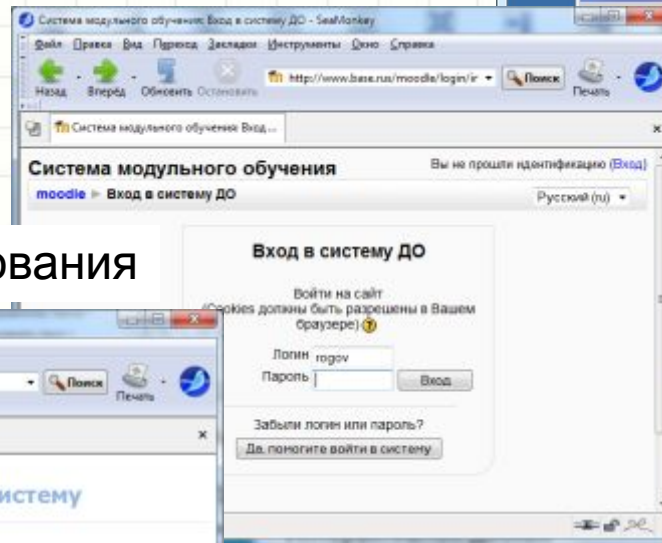 Система модульного обучения: Вход в систему ДО - SeaMonkey
Файл Правка Вид Переход Закладки Инструменты Окно Справка
Назад Вперёд Обновить Остановить http://www.base.rus/moodle/login/ir Поиск Печать
Система модульного обучения: Вход...
Система модульного обучения Вы не прошли идентификацию (Вход)
moodle ► Вход в систему ДО Русский (ru)
ования
Вход в систему ДО
Войти на сайт
(Cookies должны быть разрешены в Вашем
браузере)
Логин rogov
Пароль Вход
Забыли логин или пароль?
Да, помогите войти в систему
Поиск Печать
истему